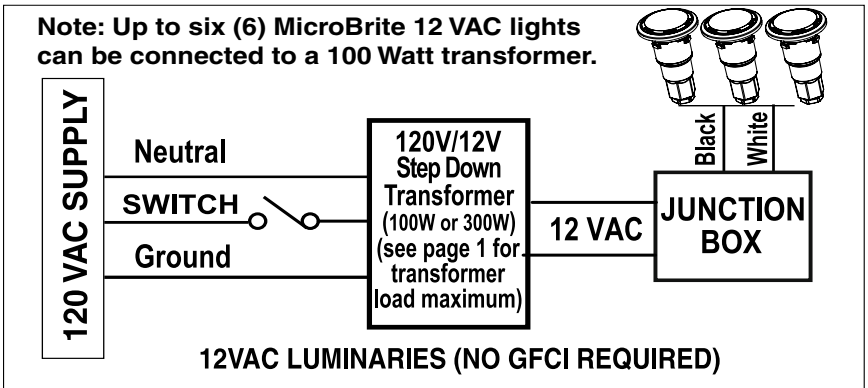 Note: Up to six (6) MicroBrite 12 VAC lights
can be connected to a 100 Watt transformer.
120 VAC SUPPLY
Neutral
SWITCH
Ground
120V/12V
Step Down
Transformer
(100W or 300W)
(see page 1 for
transformer
load maximum)
12 VAC
Black
White
JUNCTION
BOX
12VAC LUMINARIES (NO GFCI REQUIRED)